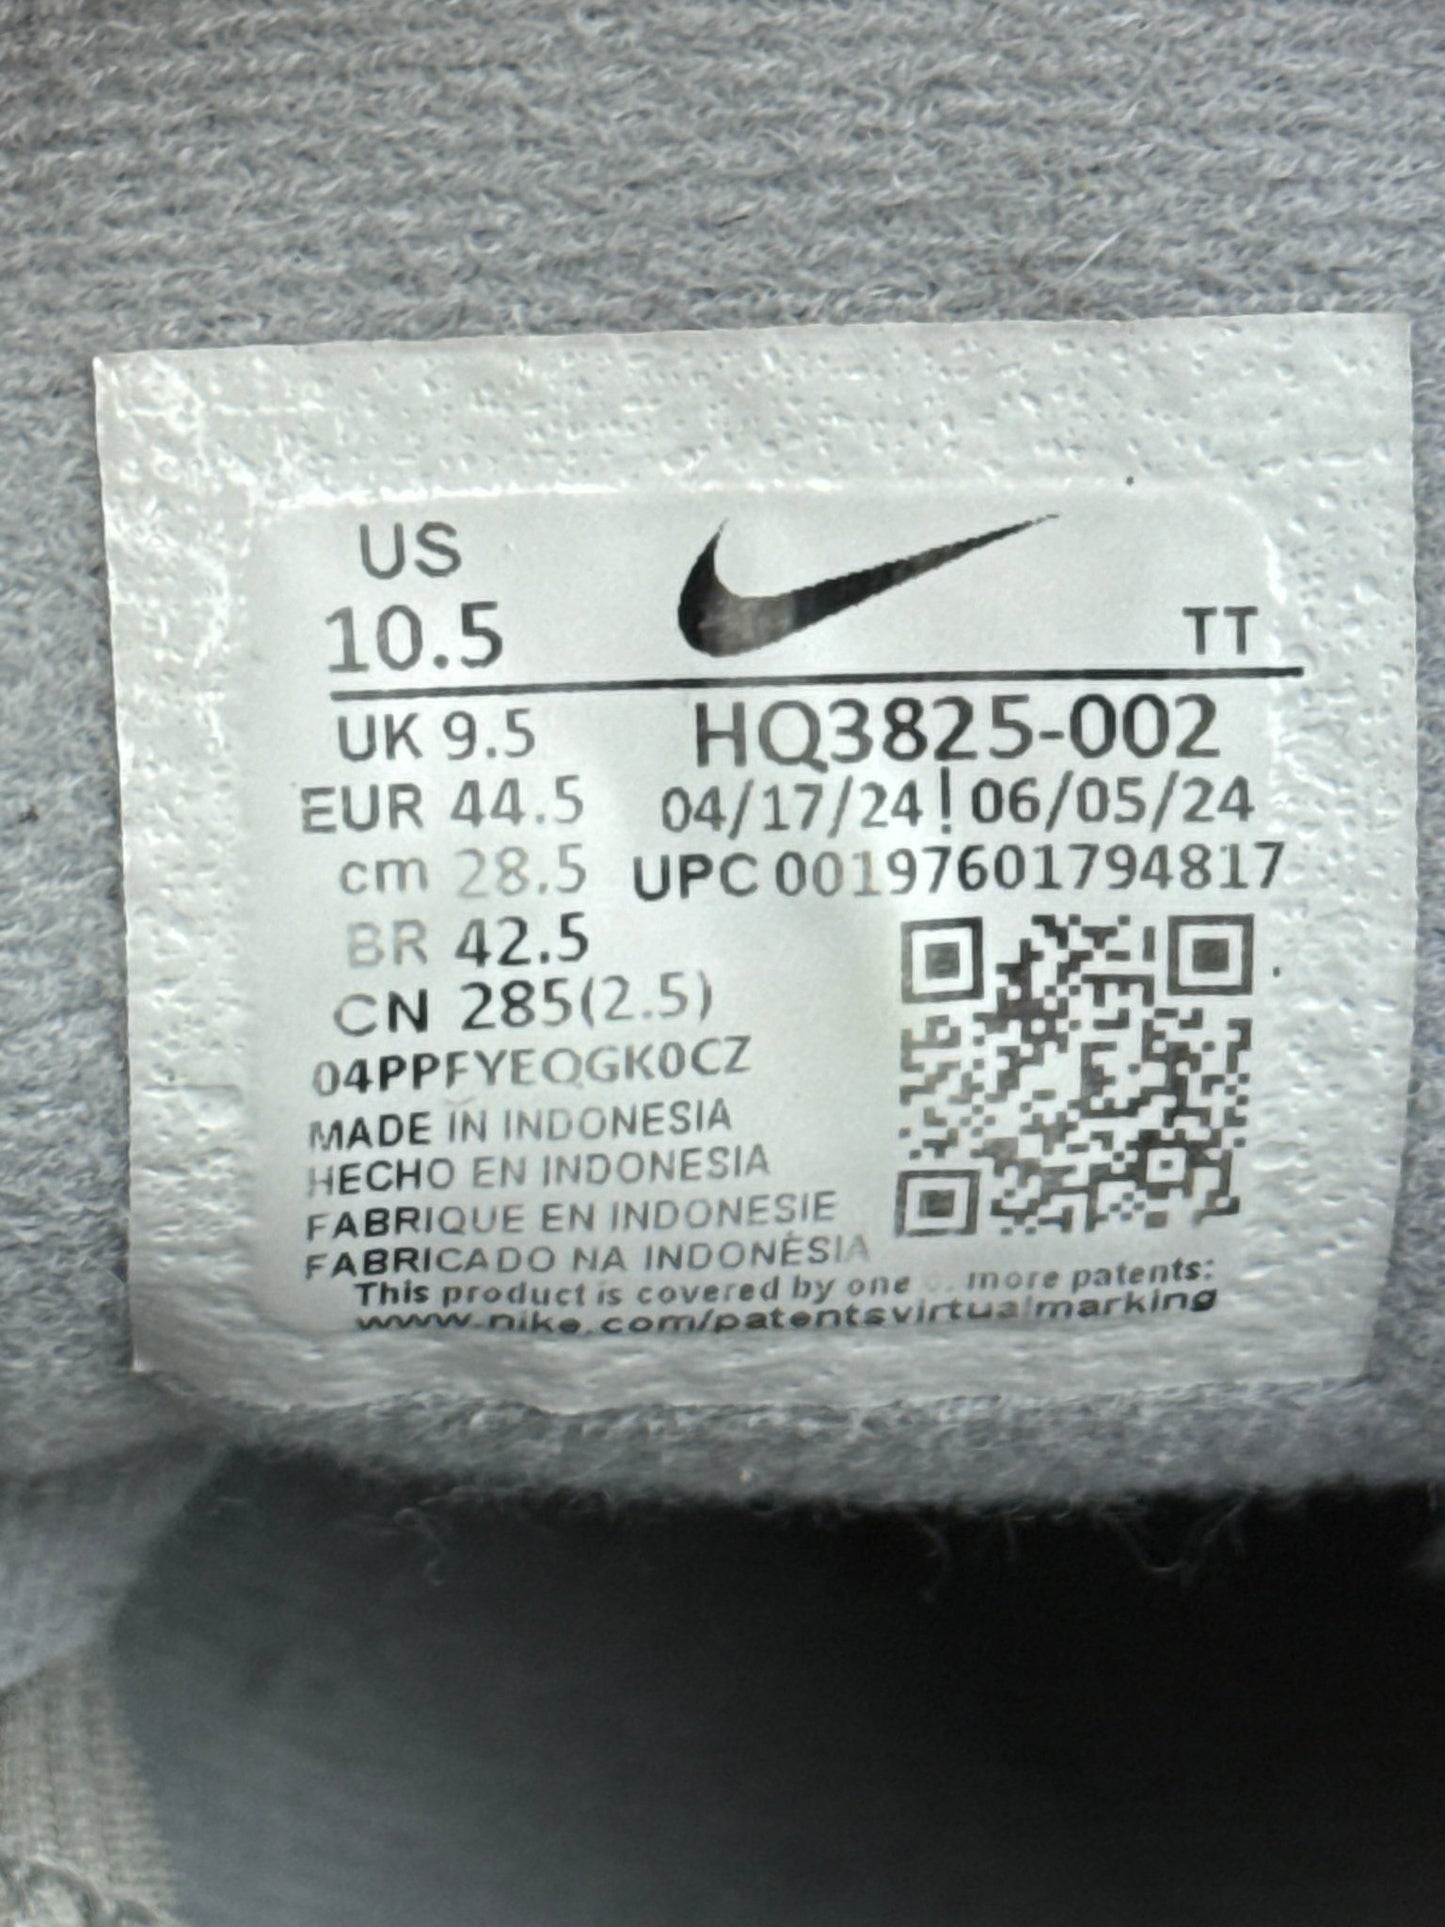 US
10.5
TT
UK 9.5
HQ3825-002
EUR 44.5
04/17/24! 06/05/24
cm 28.5
UPC 00197601794817
BR 42.5
CN 285(2.5)
04PPFYEQGK0CZ
MADE IN INDONESIA
HECHO EN INDONESIA
FABRIQUE EN INDONESIE
FABRICADO NA INDONÉSIA
This product is covered by one more patents:
www.nike.com/patentsvirtualmarking